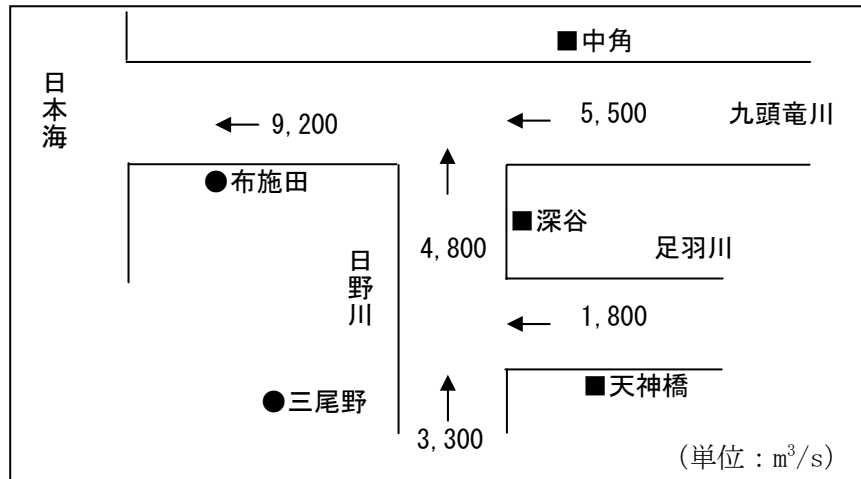 ■中角
日本海
← 9,200
← 5,500
九頭竜川
●布施田
■深谷
日野川
4,800
足羽川
← 1,800
●三尾野
■天神橋
3,300
(単位：m³/s)